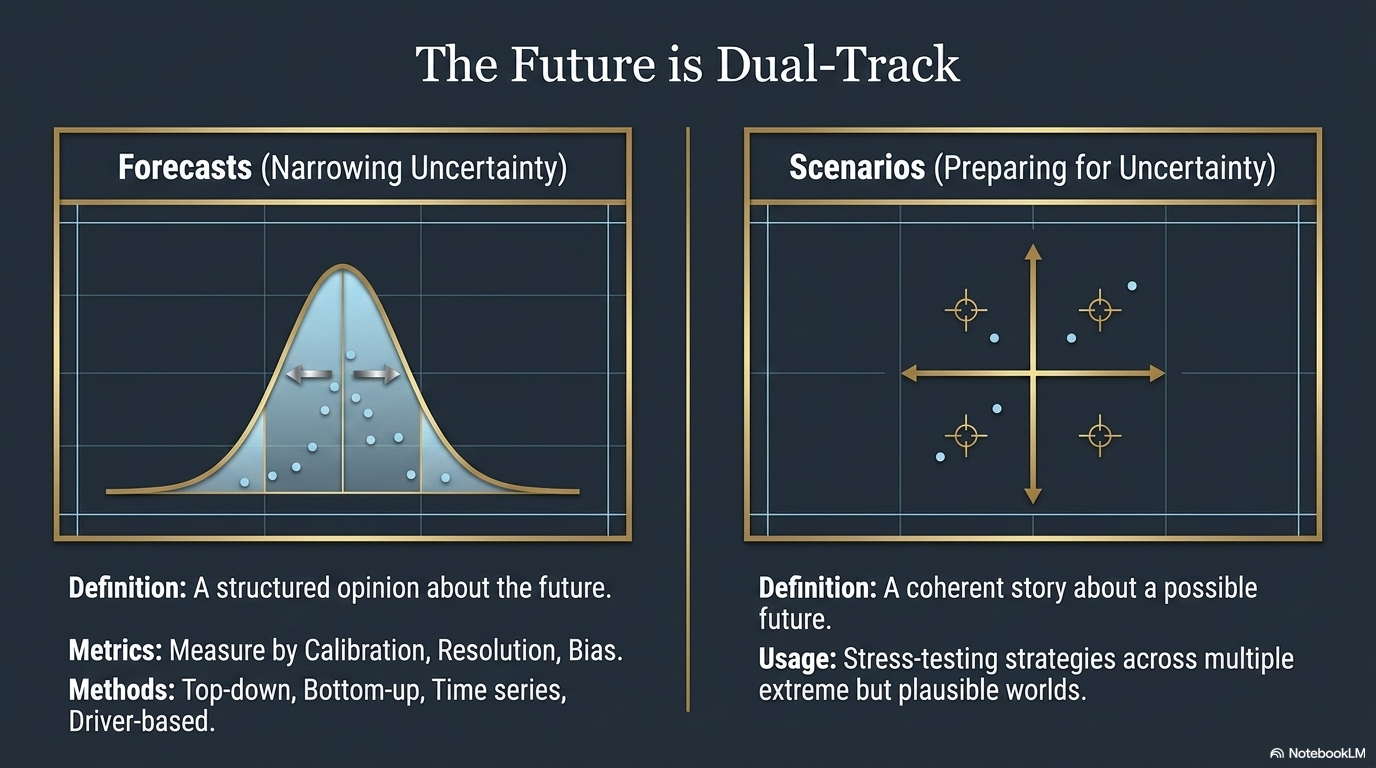 The Future is Dual-Track
Forecasts (Narrowing Uncertainty)
Definition: A structured opinion about the future.
Metrics: Measure by Calibration, Resolution, Bias.
Methods: Top-down, Bottom-up, Time series,
Driver-based.
Scenarios (Preparing for Uncertainty)
Definition: A coherent story about a possible
future.
Usage: Stress-testing strategies across multiple
extreme but plausible worlds.
NotebookLM